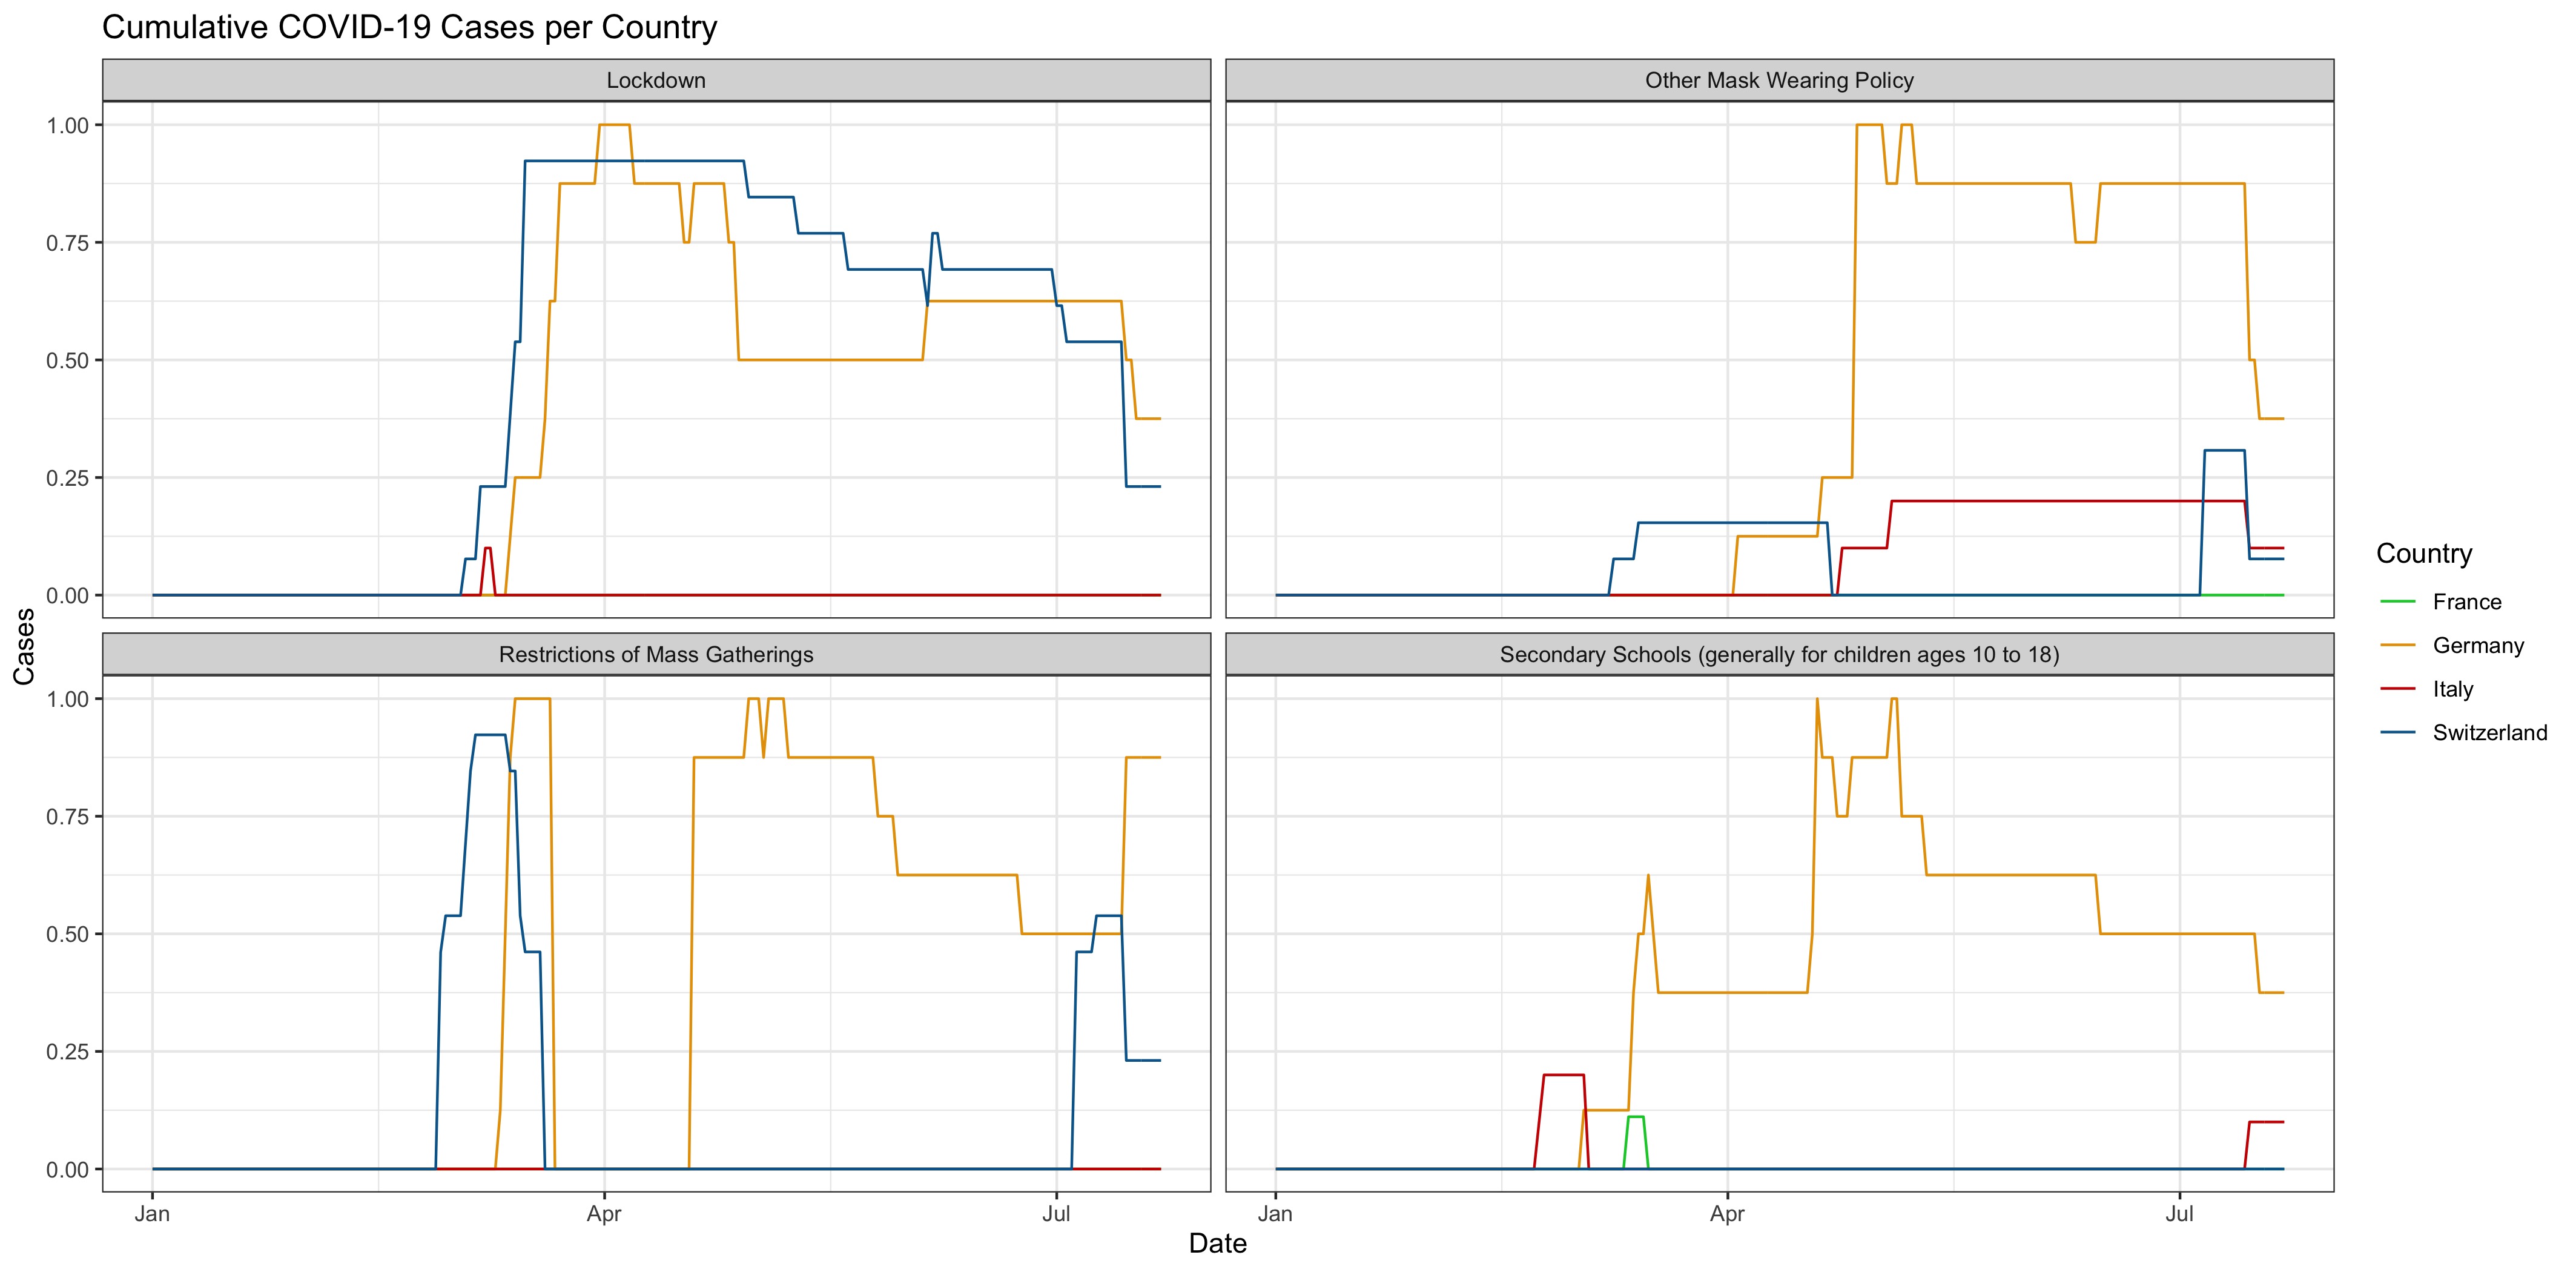 Cumulative COVID-19 Cases per Country
Lockdown
Other Mask Wearing Policy
1.00
0.75
0.50
0.25
0.00
Restrictions of Mass Gatherings
Secondary Schools (generally for children ages 10 to 18)
1.00
0.75
0.50
0.25
0.00
Cases
Jan
Apr
Jul
Jan
Apr
Jul
Date
Country
France
Germany
Italy
Switzerland